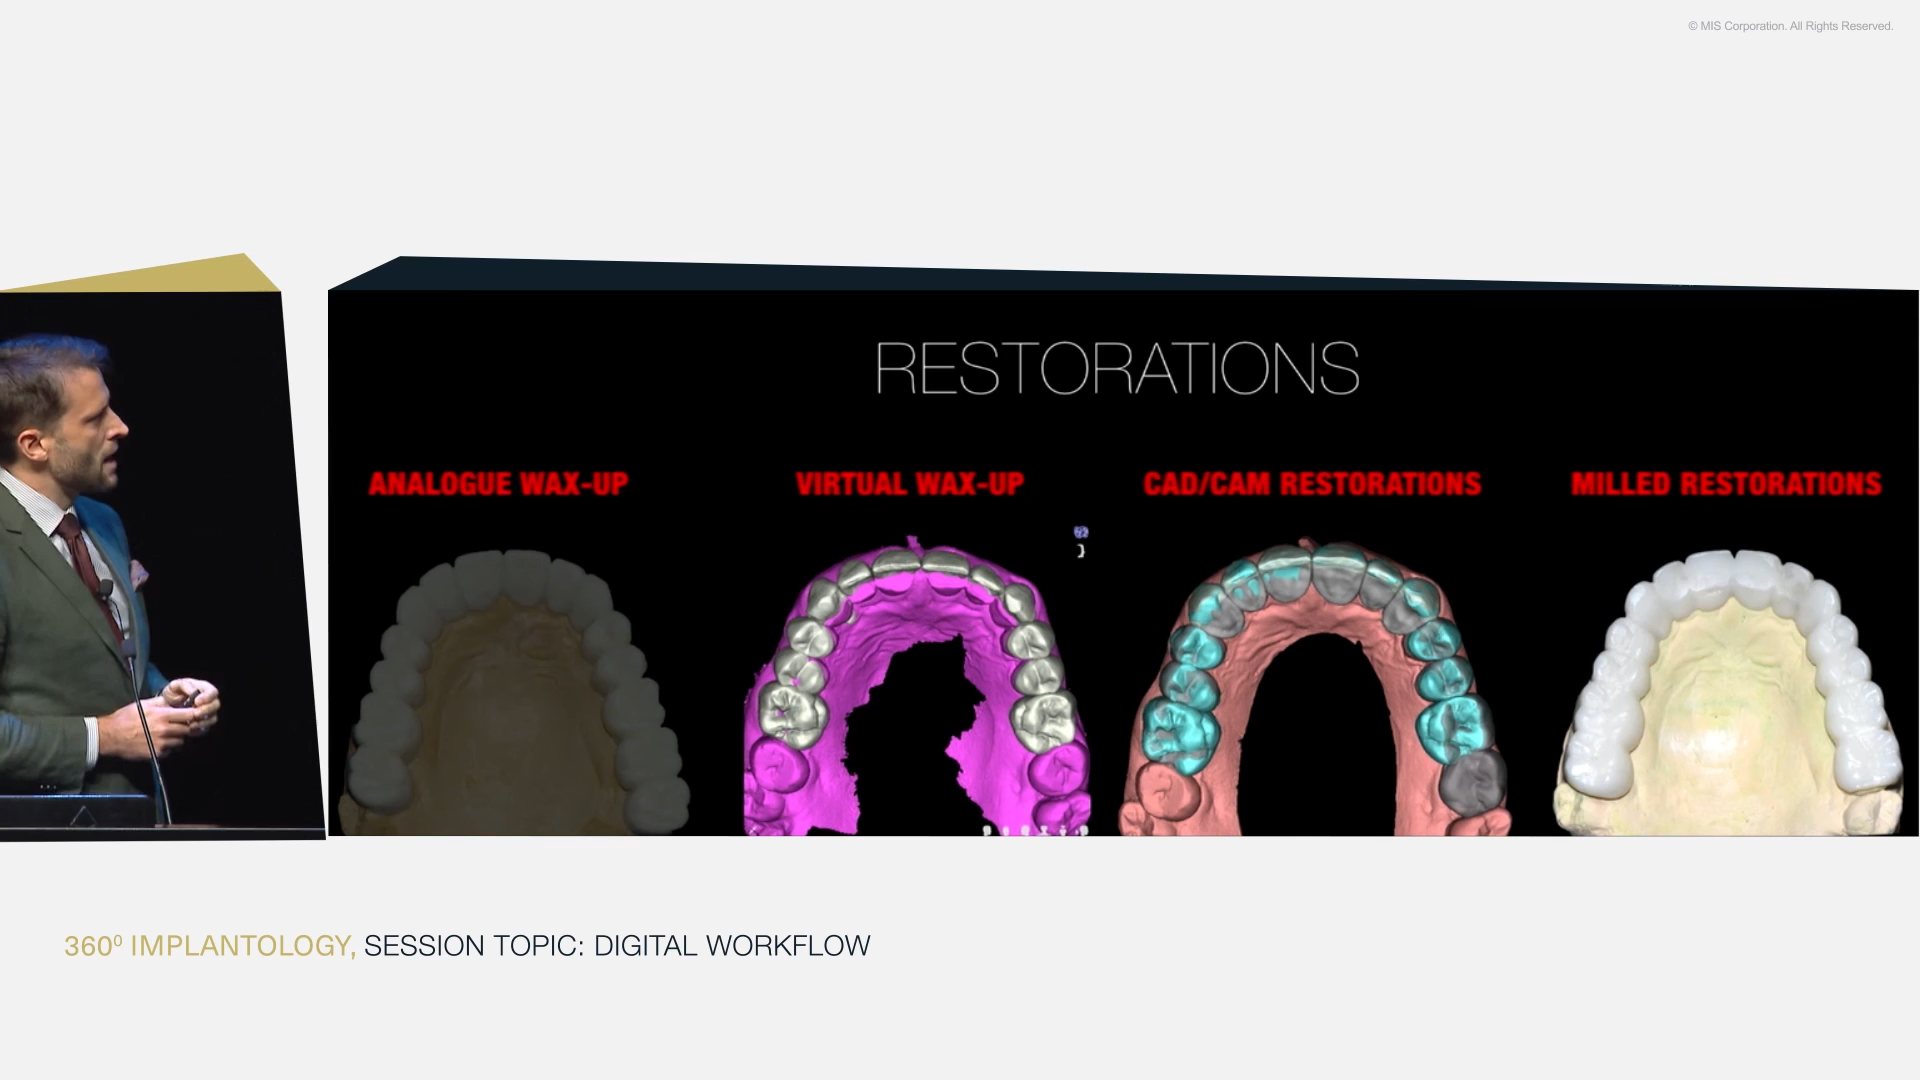 © MIS Corporation. All Rights Reserved.
RESTORATIONS
ANALOGUE WAX-UP
VIRTUAL WAX-UP
CAD/CAM RESTORATIONS
MILLED RESTORATIONS
360⁰ IMPLANTOLOGY, SESSION TOPIC: DIGITAL WORKFLOW